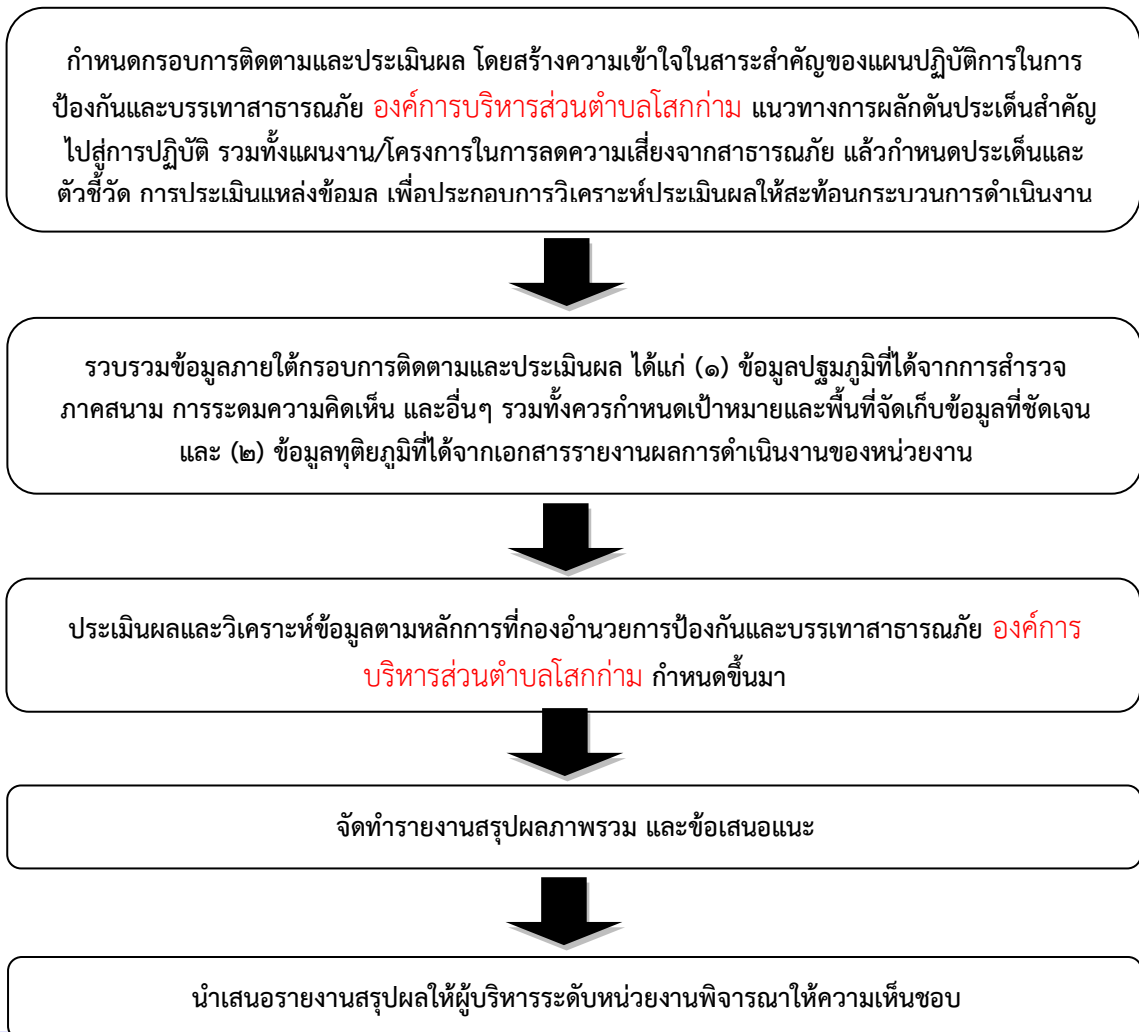 กำหนดกรอบการติดตามและประเมินผล โดยสร้างความเข้าใจในสาระสำคัญของแผนปฏิบัติการในการ
ป้องกันและบรรเทาสาธารณภัย องค์การบริหารส่วนตำบลโสกก่าม แนวทางการผลักดันประเด็นสำคัญ
ไปสู่การปฏิบัติ รวมทั้งแผนงาน/โครงการในการลดความเสี่ยงจากสาธารณภัย แล้วกำหนดประเด็นและ
ตัวชี้วัด การประเมินแหล่งข้อมูล เพื่อประกอบการวิเคราะห์ประเมินผลให้สะท้อนกระบวนการดำเนินงาน
รวบรวมข้อมูลภายใต้กรอบการติดตามและประเมินผล ได้แก่ (๑) ข้อมูลปฐมภูมิที่ได้จากการสำรวจ
ภาคสนาม การระดมความคิดเห็น และอื่นๆ รวมทั้งควรกำหนดเป้าหมายและพื้นที่จัดเก็บข้อมูลที่ชัดเจน
และ (๒) ข้อมูลทุติยภูมิที่ได้จากเอกสารรายงานผลการดำเนินงานของหน่วยงาน
ประเมินผลและวิเคราะห์ข้อมูลตามหลักการที่กองอำนวยการป้องกันและบรรเทาสาธารณภัย องค์การ
บริหารส่วนตำบลโสกก่าม กำหนดขึ้นมา
จัดทำรายงานสรุปผลภาพรวม และข้อเสนอแนะ
นำเสนอรายงานสรุปผลให้ผู้บริหารระดับหน่วยงานพิจารณาให้ความเห็นชอบ